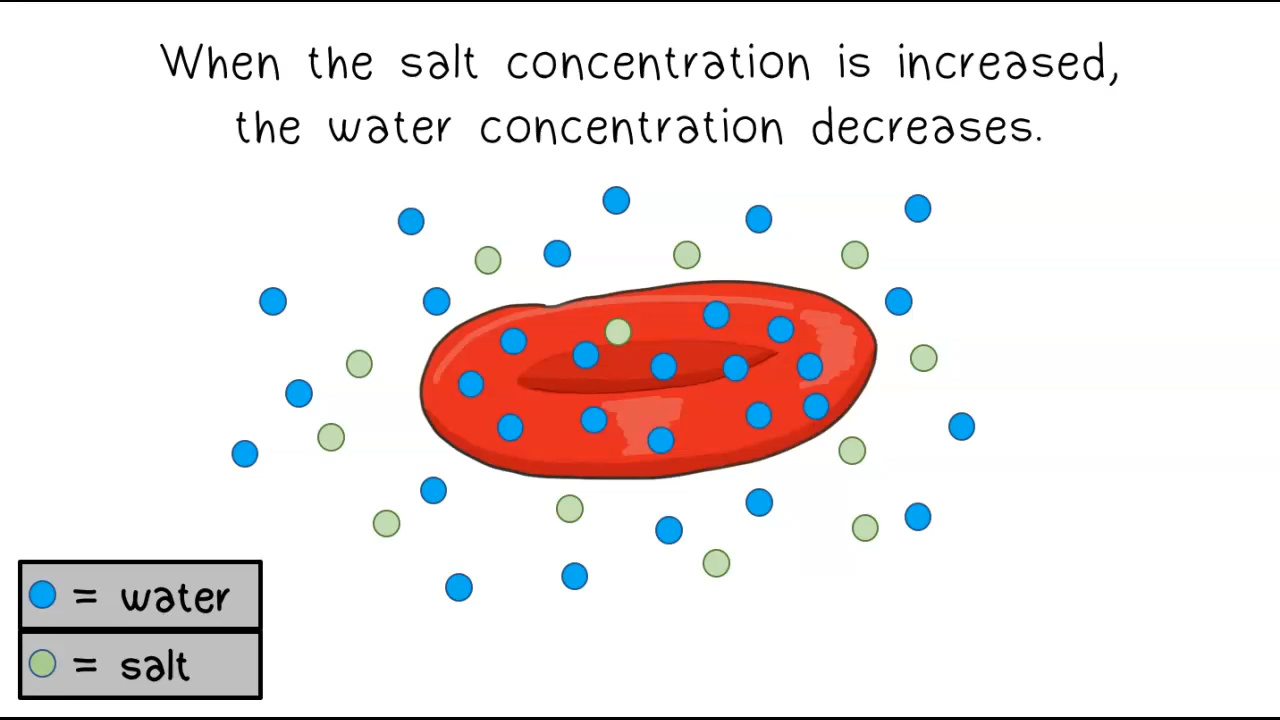 When the salt concentration is increased,
the water concentration decreases.
= water
= salt